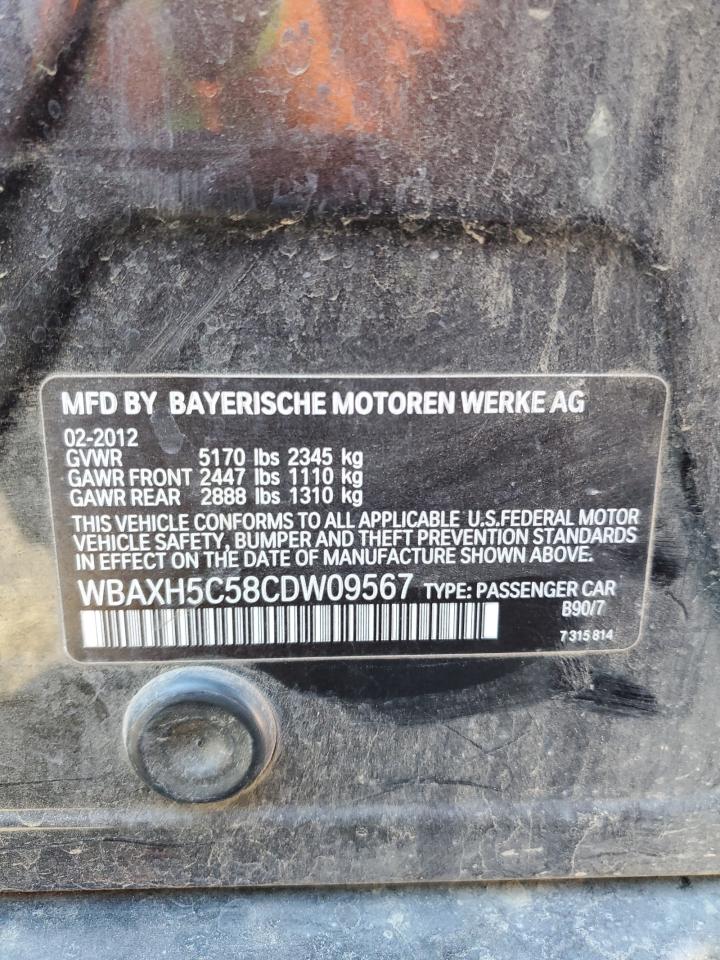 MFD BY BAYERISCHE MOTOREN WERKE AG
02-2012
GVWR 5170 lbs 2345 kg
GAWR FRONT 2447 lbs 1110 kg
GAWR REAR 2888 lbs 1310 kg
THIS VEHICLE CONFORMS TO ALL APPLICABLE U.S.FEDERAL MOTOR
VEHICLE SAFETY, BUMPER AND THEFT PREVENTION STANDARDS
IN EFFECT ON THE DATE OF MANUFACTURE SHOWN ABOVE.
WBAXH5C58CDW09567 TYPE: PASSENGER CAR
B90/7
7 315 814